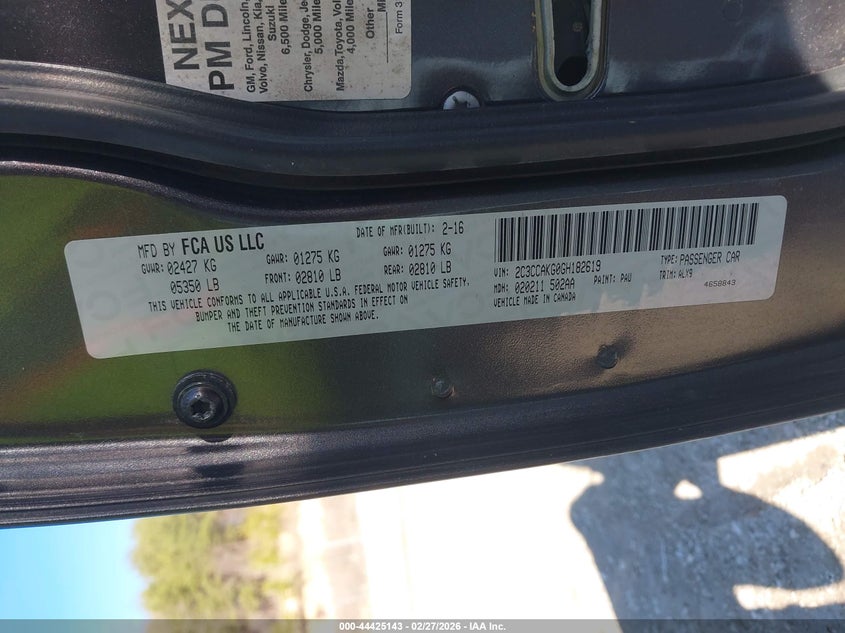 NEX
PM D
GM, Ford, Lincoln,
Volvo, Nissan, Kia,
Suzuki
6,500 Mile
Chrysler, Dodge, Je
5,000 Mile
Mazda, Toyota, Vol
4,000 Mile
Other
Form 3
MFD BY FCA US LLC
DATE OF MFR(BUILT): 2-16
GVWR: 02427 KG
GAWR: 01275 KG
GAWR: 01275 KG
05350 LB
FRONT: 02810 LB
REAR: 02810 LB
THIS VEHICLE CONFORMS TO ALL APPLICABLE U.S.A. FEDERAL MOTOR VEHICLE SAFETY,
BUMPER AND THEFT PREVENTION STANDARDS IN EFFECT ON
THE DATE OF MANUFACTURE SHOWN ABOVE.
VIN: 2C3CCAKG0GH182619
TYPE: PASSENGER CAR
MDH: 020211 502AA
PAINT: PAU
TRIM: ALX9
VEHICLE MADE IN CANADA
4658843
000-44425143 - 02/27/2026 - IAA Inc.